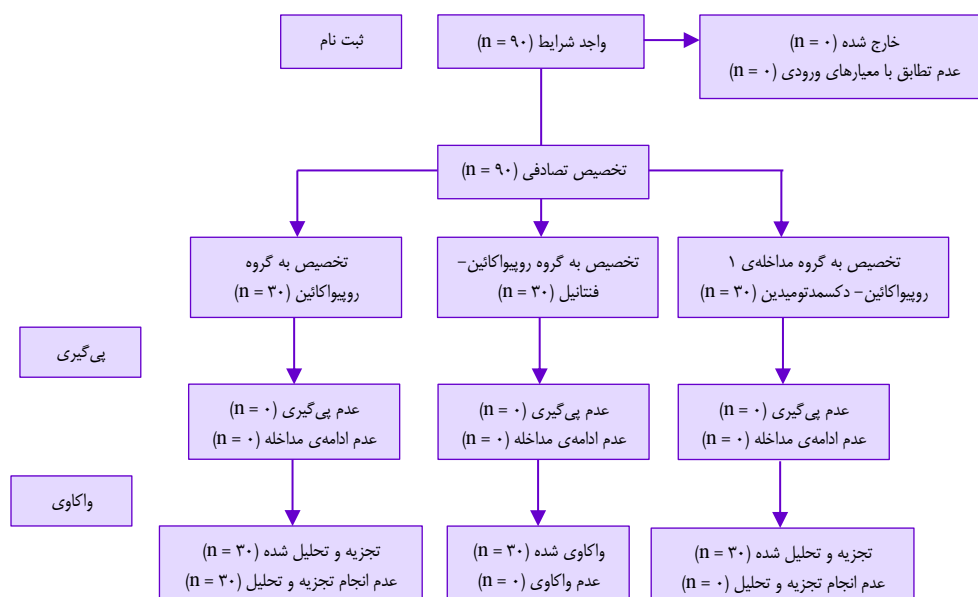 ثبت نام
واجد شرایط (n = ۹۰)
خارج شده (n = ۰)
عدم تطابق با معیارهای ورودی (n = ۰)
تخصیص تصادفی (n = ۹۰)
تخصیص به گروه مداخله‌ی ۱
روپیواکائین– دکسمدتومیدین (n = ۳۰)
تخصیص به گروه روپیواکائین–
فنتانیل (n = ۳۰)
تخصیص به گروه
روپیواکائین (n = ۳۰)
پی‌گیری
عدم پی‌گیری (n = ۰)
عدم ادامه‌ی مداخله (n = ۰)
عدم پی‌گیری (n = ۰)
عدم ادامه‌ی مداخله (n = ۰)
عدم پی‌گیری (n = ۰)
عدم ادامه‌ی مداخله (n = ۰)
واکاوی
تجزیه و تحلیل شده (n = ۳۰)
عدم انجام تجزیه و تحلیل (n = ۰)
واکاوی شده (n = ۳۰)
عدم واکاوی (n = ۰)
تجزیه و تحلیل شده (n = ۳۰)
عدم انجام تجزیه و تحلیل (n = ۳۰)